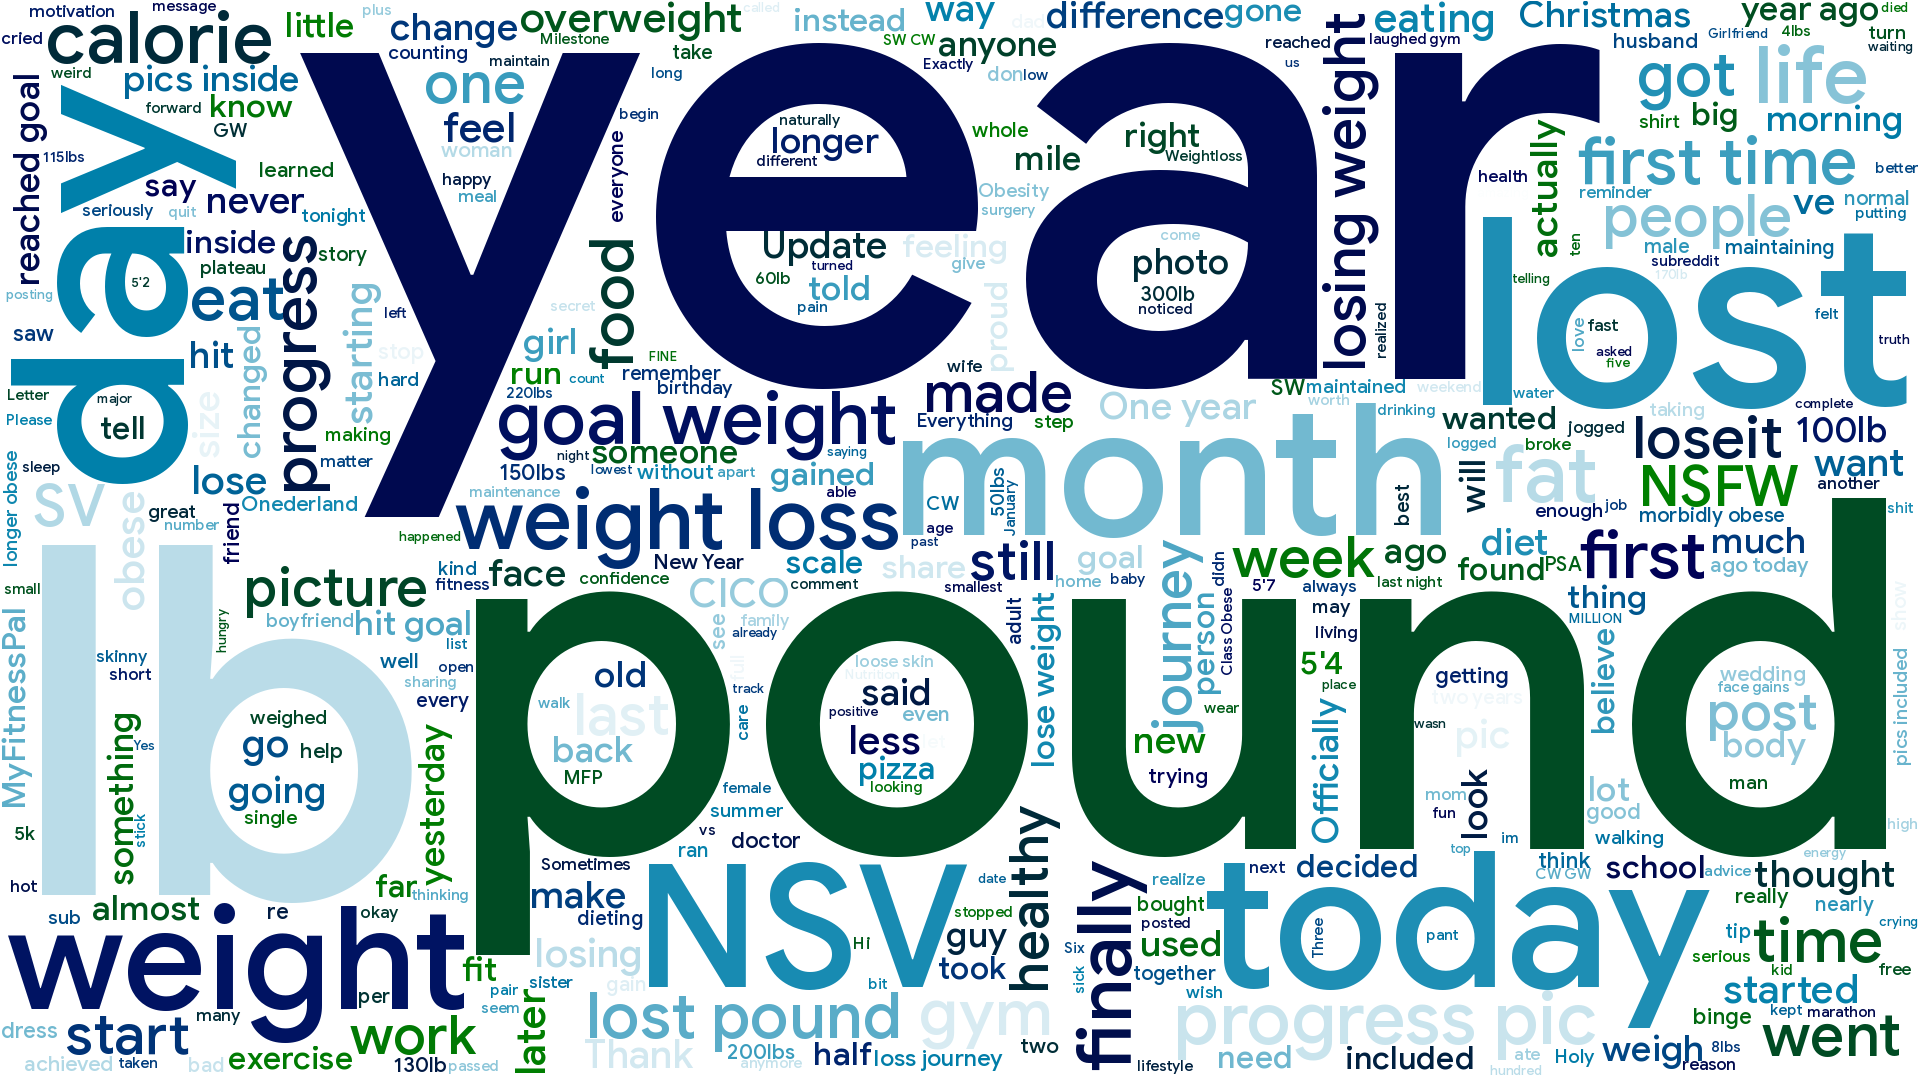 motivation
message
plus
called
cried
calorie
little
change
counting
overweight
Milestone
maintain
take
long
instead
way
dad
SW CW
anyone
Exactly
don
low
difference
gone
reached
us
losing weight
eating
laughed gym
Christmas
husband
Girlfriend
year ago
died
4lbs
turn
waiting
weird
pics inside
forward
know
GW
one
feel
woman
begin
naturally
longer
different
whole
mile
right
Weightloss
got
life
shirt
big
morning
reached goal
115lbs
day
year
learned
say
never
seriously
quit
tonight
happy
meal
everyone
Obesity
surgery
health
actually
first time
better
reminder
people
ve
normal
putting
inside
plateau
story
5'2
posting
eat
progress
starting
left
secret
food
Update
turned
60lb
told
pain
feeling
give
proud
come
photo
300lb
noticed
realized
male
maintaining
subreddit
170lb
ten
telling
lost
felt
truth
love
fast
asked
five
saw
hit
changed
stop
hard
girl
run
FINE
count
220lbs
remember
birthday
wife
made
SW
maintained
worth
weekend
drinking
water
Letter
Please
major
tell
size
making
matter
goal weight
Everything
step
One year
month
wanted
logged
broke
taking
jogged
complete
loseit
100lb
want
another
sleep
lose
Onederland
someone
night
saying
150lbs
lowest
without
apart
gained
able
maintenance
weight loss
CW
50lbs
January
age
past
best
will
fat
enough
job
NSFW
morbidly obese
shit
longer obese
SV
obese
great
number
friend
happened
New Year
scale
share
still
goal
home
baby
journey
didn
week
ago
last night
diet
found
PSA
first
much
ago today
small
lb
picture
kind
fitness
face
confidence
CICO
comment
family
already
see
smallest
adult
lose weight
person
Class Obese
5'7
always
may
living
thing
MILLION
show
MyFitnessPal
hungry
boyfriend
hit goal
list
pound
skinny
short
well
open
sharing
every
old
walk
last
back
MFP
full
track
care
loose skin
Nutrition
said
positive
even
less
pizza
looking
wear
new
trying
5'4
place
Officially
getting
two years
wasn
pic
believe
wedding
face gains
post
body
man
pics included
weighed
go
help
going
single
something
Yes
stick
yesterday
5k
female
summer
vs
ran
doctor
healthy
mom
fun
look
im
top
lot
good
walking
high
hot
far
thinking
Sometimes
make
dieting
NSV
date
stopped
finally
realize
bought
posted
next
decided
today
think
CW GW
school
advice
energy
thought
really
nearly
crying
sub
almost
re
okay
weight
fit
losing
gain
Hi
bit
guy
took
Six
sick
used
together
wish
Three
pant
tip
time
serious
kid
free
per
pair
seem
sister
later
lost pound
gym
progress pic
started
kept
marathon
binge
went
dress
start
many
work
achieved
taken
bad
exercise
130lb
passed
Thank
200lbs
anymore
half
loss journey
two
lifestyle
need
included
ate
hundred
Holy
weigh
8lbs
reason